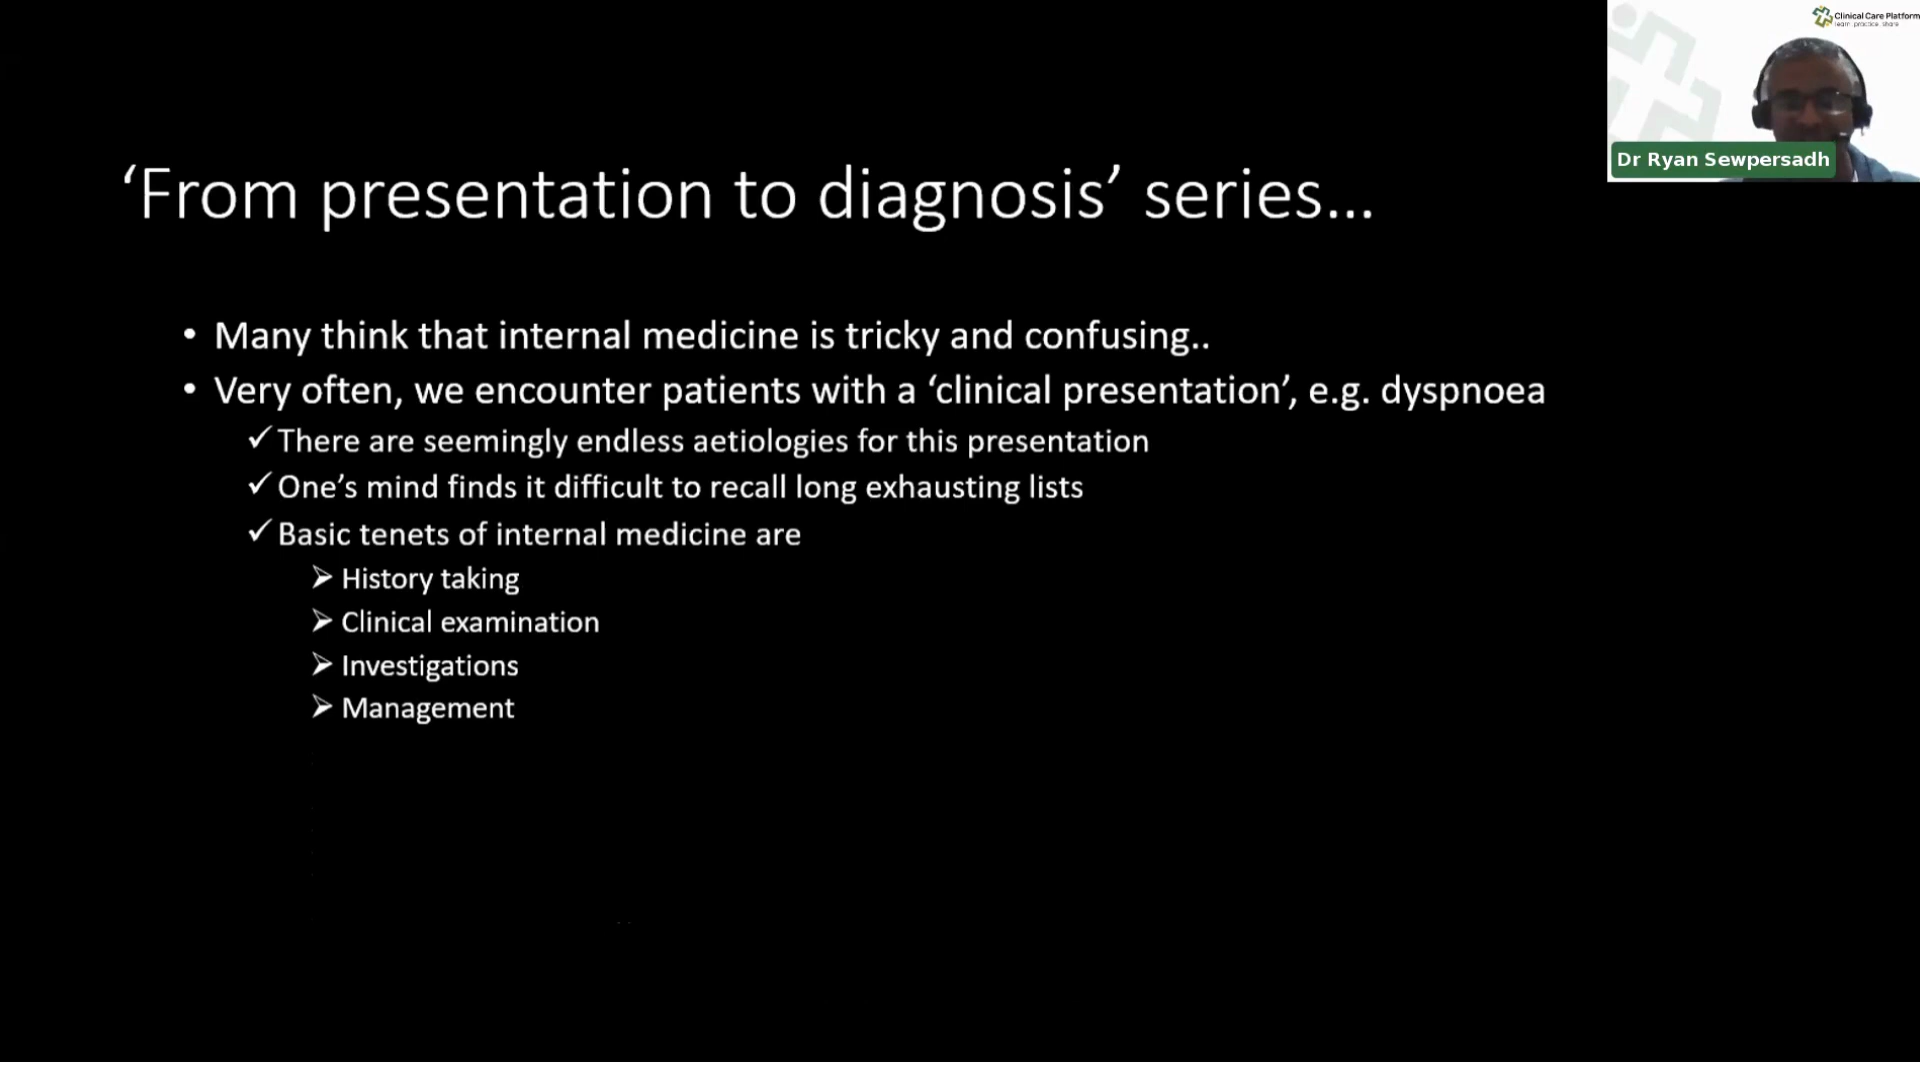 Clinical Care Platform
learn practice share
Dr Ryan Sewpersadh
‘From presentation to diagnosis’ series...
• Many think that internal medicine is tricky and confusing..
• Very often, we encounter patients with a ‘clinical presentation’, e.g. dyspnoea
✓ There are seemingly endless aetiologies for this presentation
✓ One’s mind finds it difficult to recall long exhausting lists
✓ Basic tenets of internal medicine are
➢ History taking
➢ Clinical examination
➢ Investigations
➢ Management